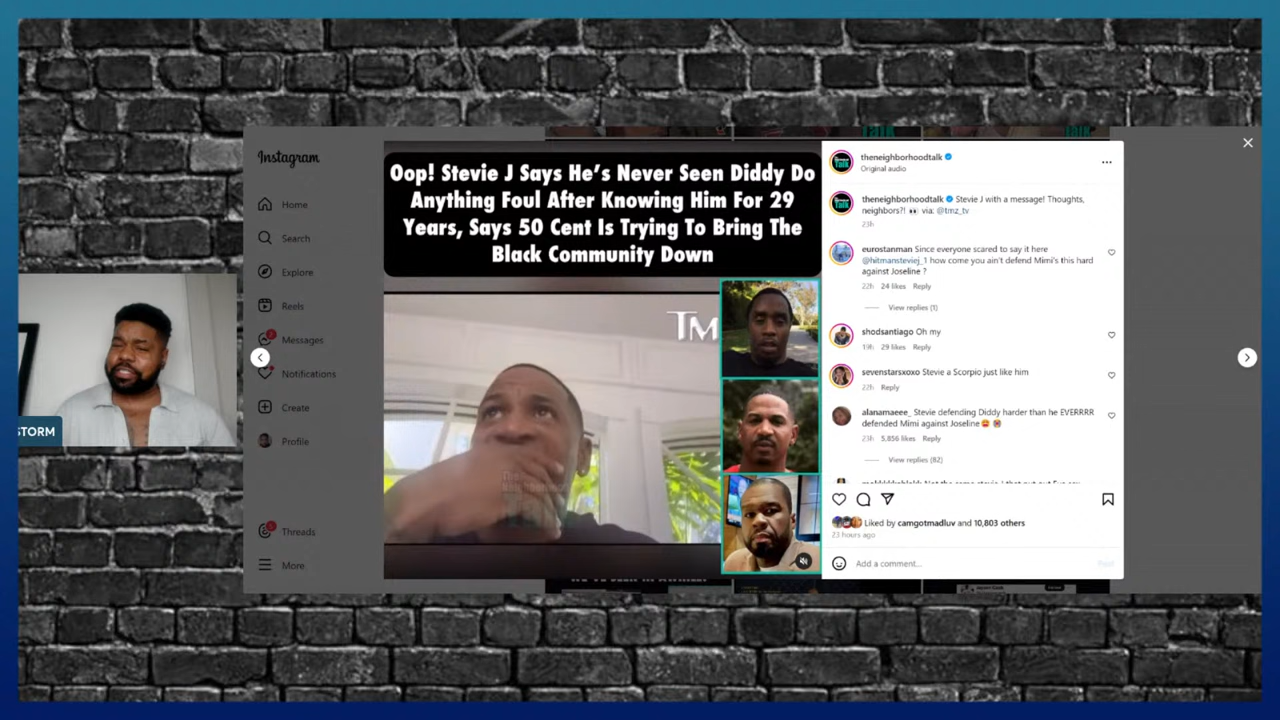 Instagram
Home
Search
Explore
Reels
Messages
Notifications
Create
Profile
Threads
More
STORM
Oop! Stevie J Says He's Never Seen Diddy Do
Anything Foul After Knowing Him For 29
Years, Says 50 Cent Is Trying To Bring The
Black Community Down
TM
theneighborhoodtalk
Original audio
theneighborhoodtalk Stevie J with a message! Thoughts,
neighbors?! 👀 via: @tmz_tv
23h
eurostanman Since everyone scared to say it here
@hitmansteviej_1 how come you ain't defend Mimi's this hard
against Joseline ?
22h 24 likes Reply
View replies (1)
shodsantiago Oh my
19h 29 likes Reply
sevenstarsxoxo Stevie a Scorpio just like him
22h Reply
alanamaeee_ Stevie defending Diddy harder than he EVERRRR
defended Mimi against Joseline
23h 5,856 likes Reply
View replies (82)
Liked by camgotmadluv and 10,803 others
23 hours ago
Add a comment...
Post